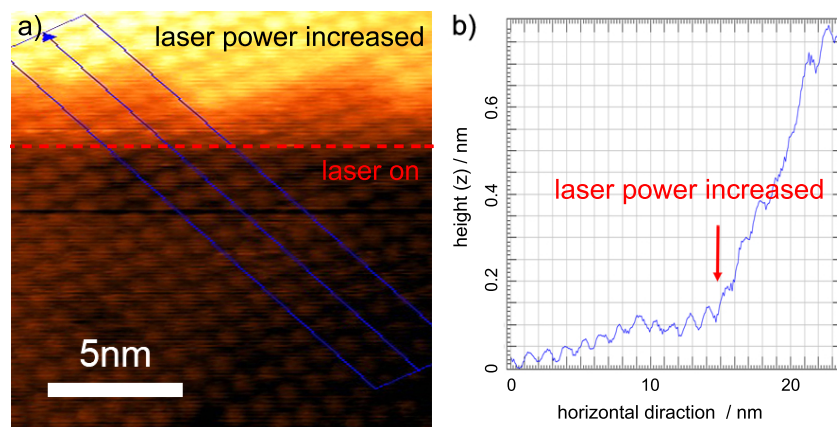 a)
laser power increased
laser on
5nm
b)
height (z) / nm
0.6
0.4
0.2
0
laser power increased
0 10 20
horizontal diraction / nm